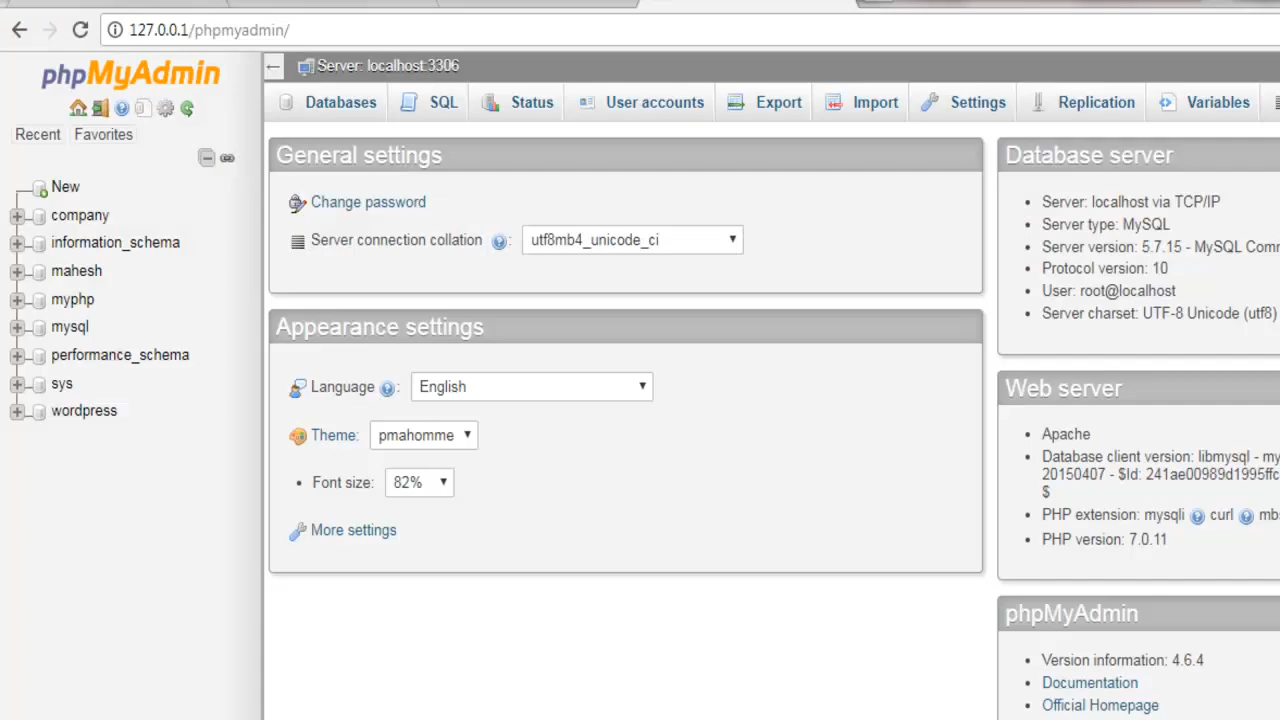 127.0.0.1/phpmyadmin/
phpMyAdmin
Recent Favorites
New
company
information_schema
mahesh
myphp
mysql
performance_schema
sys
wordpress
Server: localhost:3306
Databases SQL Status User accounts Export Import Settings Replication Variables
General settings
Change password
Server connection collation : utf8mb4_unicode_ci
Appearance settings
Language : English
Theme: pmahomme
Font size: 82%
More settings
Database server
Server: localhost via TCP/IP
Server type: MySQL
Server version: 5.7.15 - MySQL Comm
Protocol version: 10
User: root@localhost
Server charset: UTF-8 Unicode (utf8)
Web server
Apache
Database client version: libmysql - my
20150407 - $Id: 241ae00989d1995ffc
$
PHP extension: mysqli curl mb
PHP version: 7.0.11
phpMyAdmin
Version information: 4.6.4
Documentation
Official Homepage